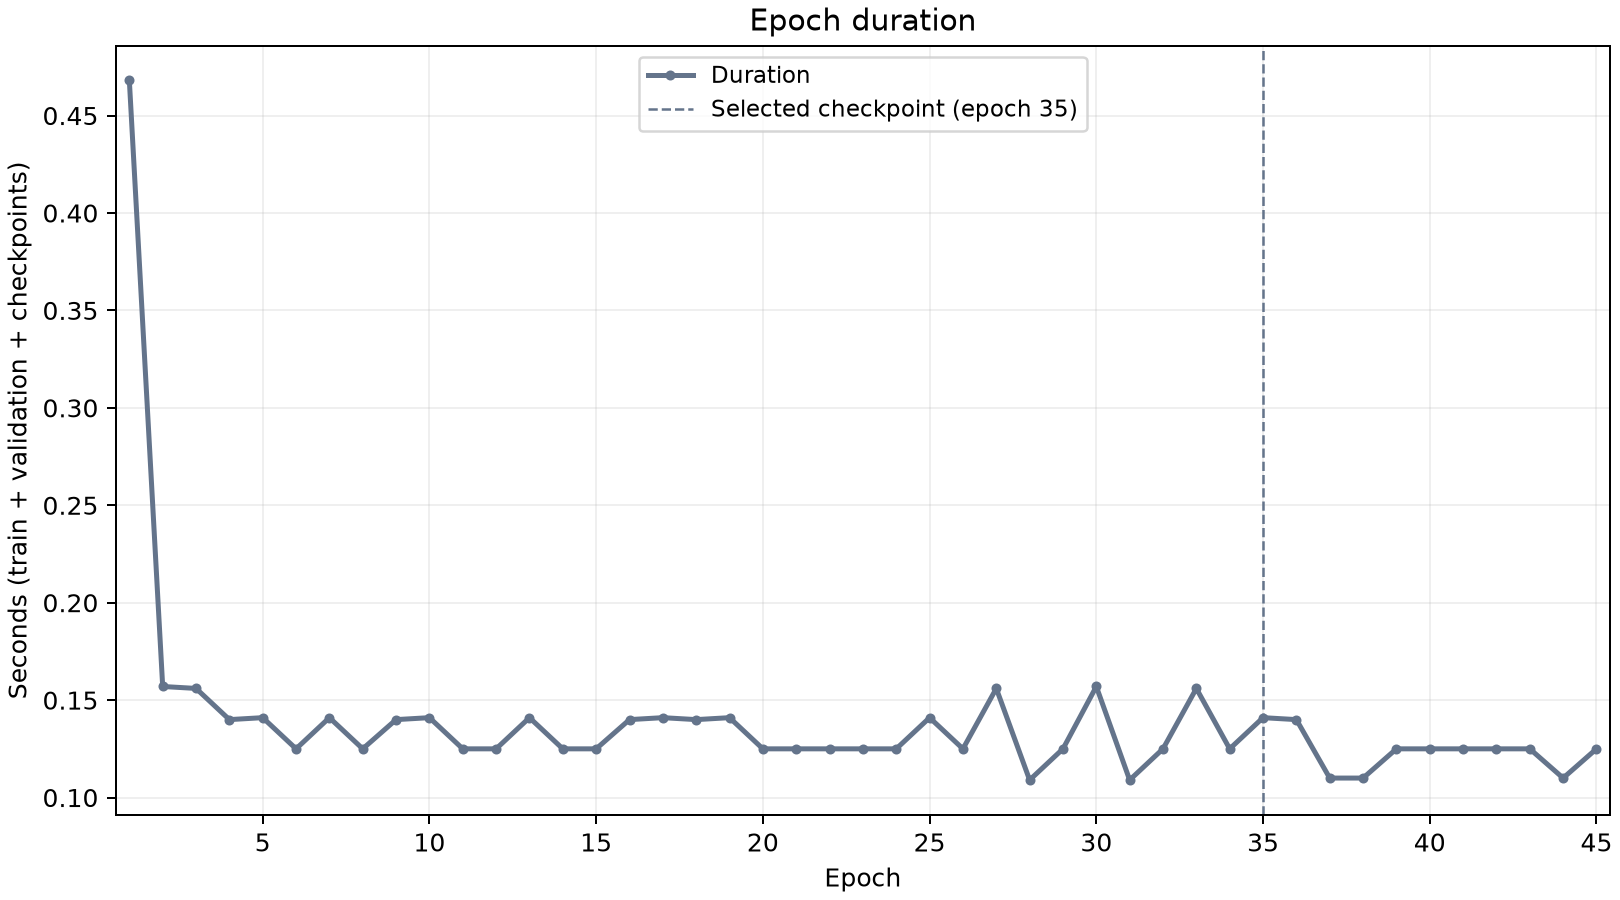 Epoch duration
Duration
Selected checkpoint (epoch 35)
Seconds (train + validation + checkpoints)
0.45
0.40
0.35
0.30
0.25
0.20
0.15
0.10
5 10 15 20 25 30 35 40 45
Epoch